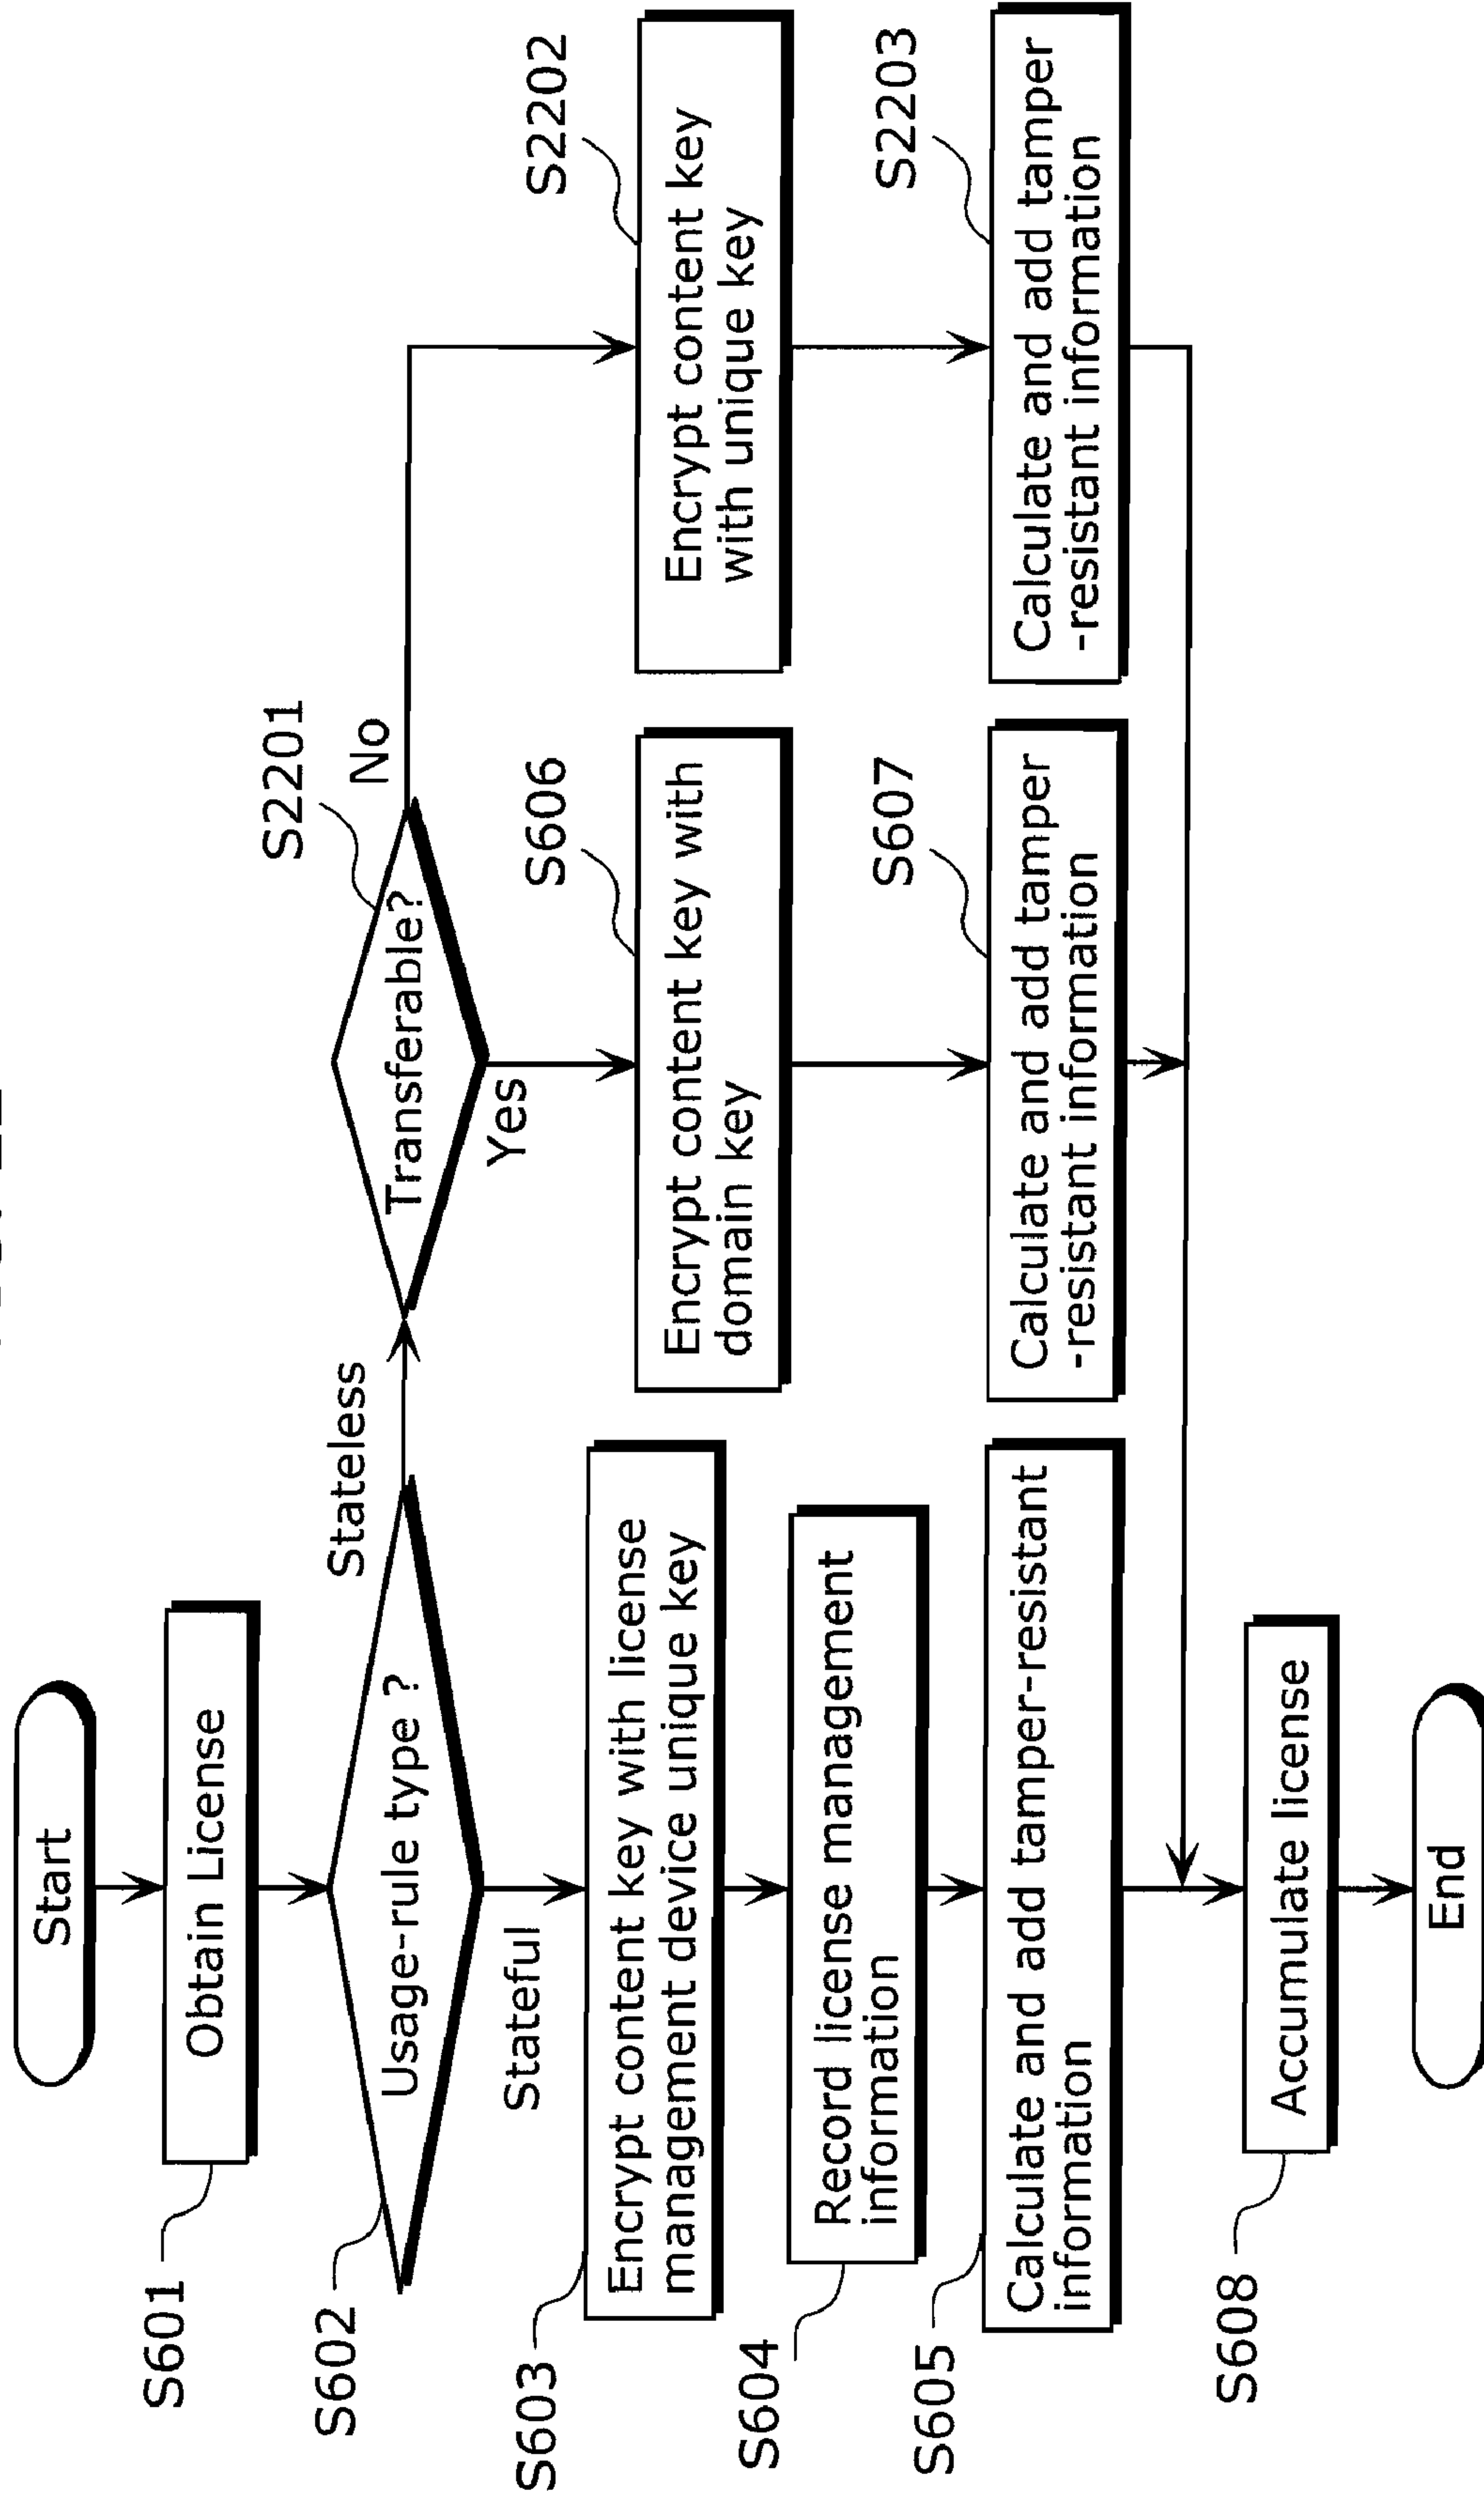 Start
S601
Obtain License
S602
Usage-rule type ?
Stateless
S2201
Transferable?
No
Stateful
Yes
S603
Encrypt content key with license
management device unique key
S606
Encrypt content key with
domain key
S2202
Encrypt content key
with unique key
S604
Record license management
information
S605
Calculate and add tamper-resistant
information
S607
Calculate and add tamper
-resistant information
S2203
Calculate and add tamper
-resistant information
S608
Accumulate license
End